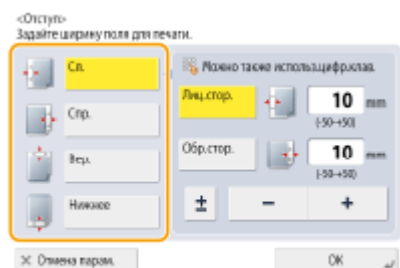 <Отступ>
Задайте ширину поля для печати.
Сл.
Спр.
Вер.
Нижнее
Можно также использ.цифр.клав.
Лиц.стор.
10 mm
(-50~+50)
Обр.стор.
10 mm
(-50~+50)
± − +
× Отмена парам.
OK